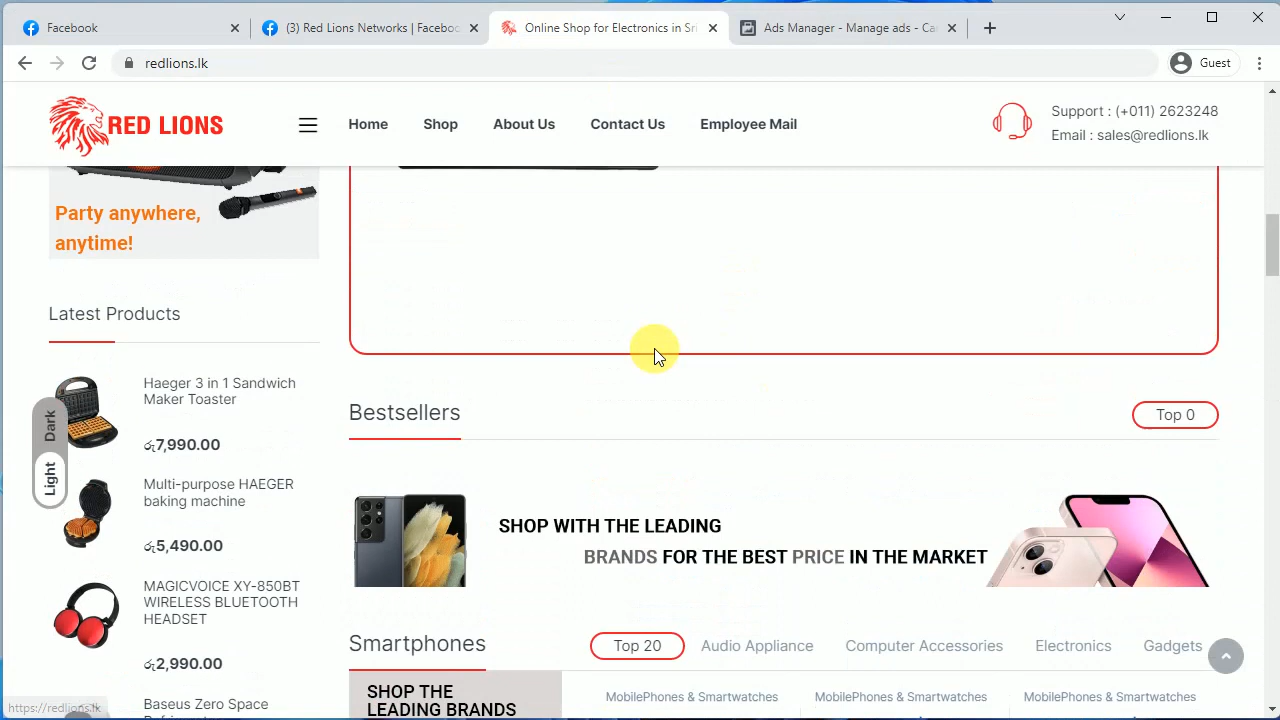 Facebook
(3) Red Lions Networks | Faceboo
Online Shop for Electronics in Sri
Ads Manager - Manage ads - Ca
redlions.lk
Guest
RED LIONS
Home
Shop
About Us
Contact Us
Employee Mail
Support : (+011) 2623248
Email : sales@redlions.lk
Party anywhere,
anytime!
Latest Products
Haeger 3 in 1 Sandwich
Maker Toaster
රු7,990.00
Dark
Light
Multi-purpose HAEGER
baking machine
රු5,490.00
MAGICVOICE XY-850BT
WIRELESS BLUETOOTH
HEADSET
රු2,990.00
Baseus Zero Space
Bestsellers
Top 0
SHOP WITH THE LEADING
BRANDS FOR THE BEST PRICE IN THE MARKET
Smartphones
Top 20
Audio Appliance
Computer Accessories
Electronics
Gadgets
SHOP THE
LEADING BRANDS
MobilePhones & Smartwatches
MobilePhones & Smartwatches
MobilePhones & Smartwatches
https://redlions.lk